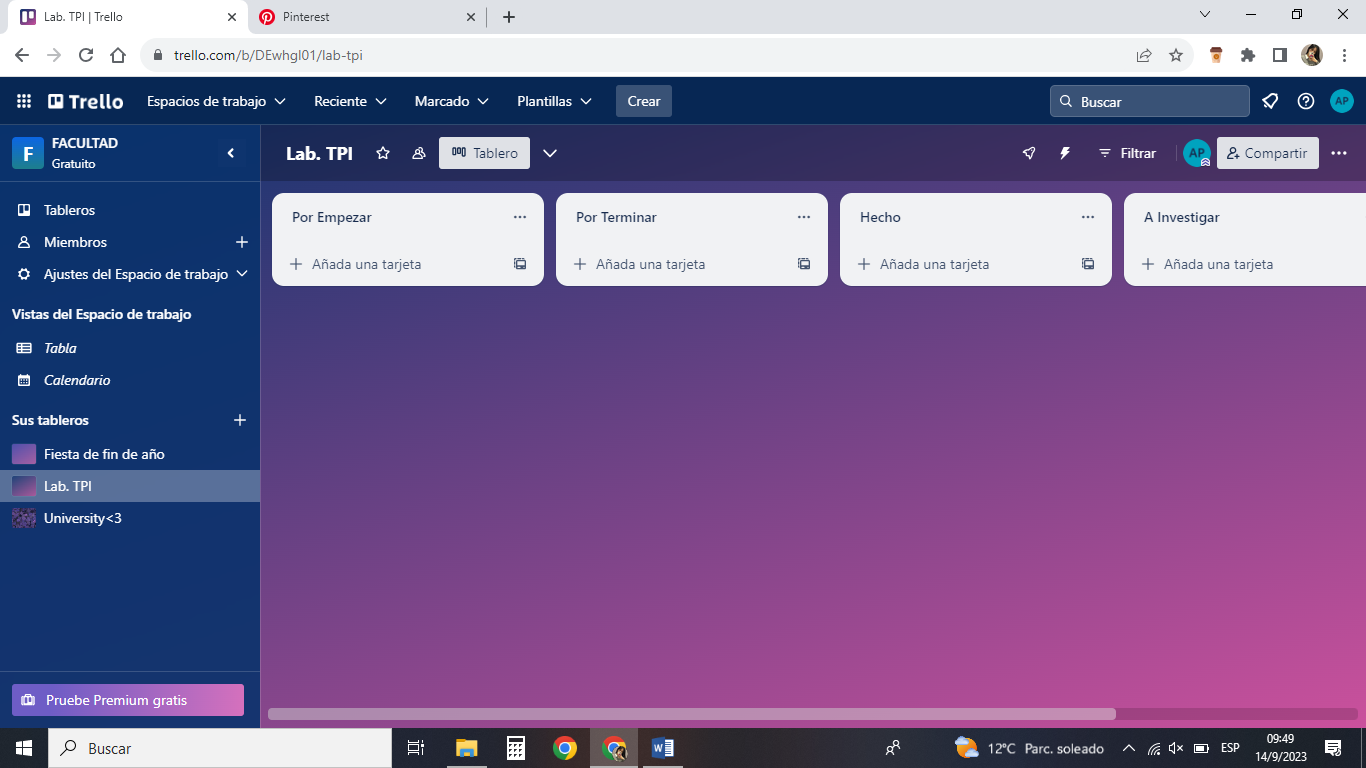 Lab. TPI | Trello
Pinterest
trello.com/b/DEwhgl01/lab-tpi
Trello
Espacios de trabajo
Reciente
Marcado
Plantillas
Crear
Buscar
AP
F
FACULTAD
Gratuito
Lab. TPI
Tablero
Filtrar
AP
Compartir
Tableros
Miembros
Ajustes del Espacio de trabajo
Vistas del Espacio de trabajo
Tabla
Calendario
Sus tableros
Fiesta de fin de año
Lab. TPI
University<3
Pruebe Premium gratis
Por Empezar
Añada una tarjeta
Por Terminar
Añada una tarjeta
Hecho
Añada una tarjeta
A Investigar
Añada una tarjeta
Buscar
W
12°C Parc. soleado
ESP
09:49
14/9/2023